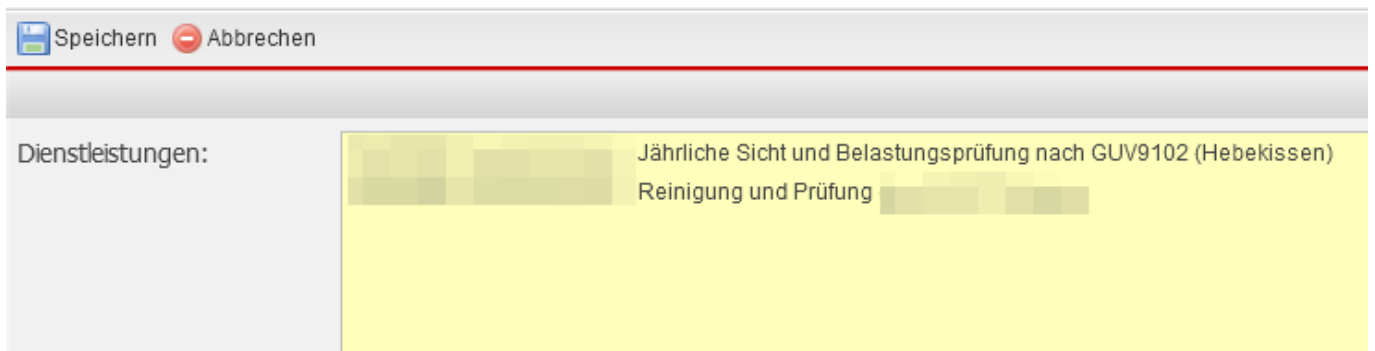 Speichern Abbrechen
Dienstleistungen:
Jährliche Sicht und Belastungsprüfung nach GUV9102 (Hebekissen)
Reinigung und Prüfung